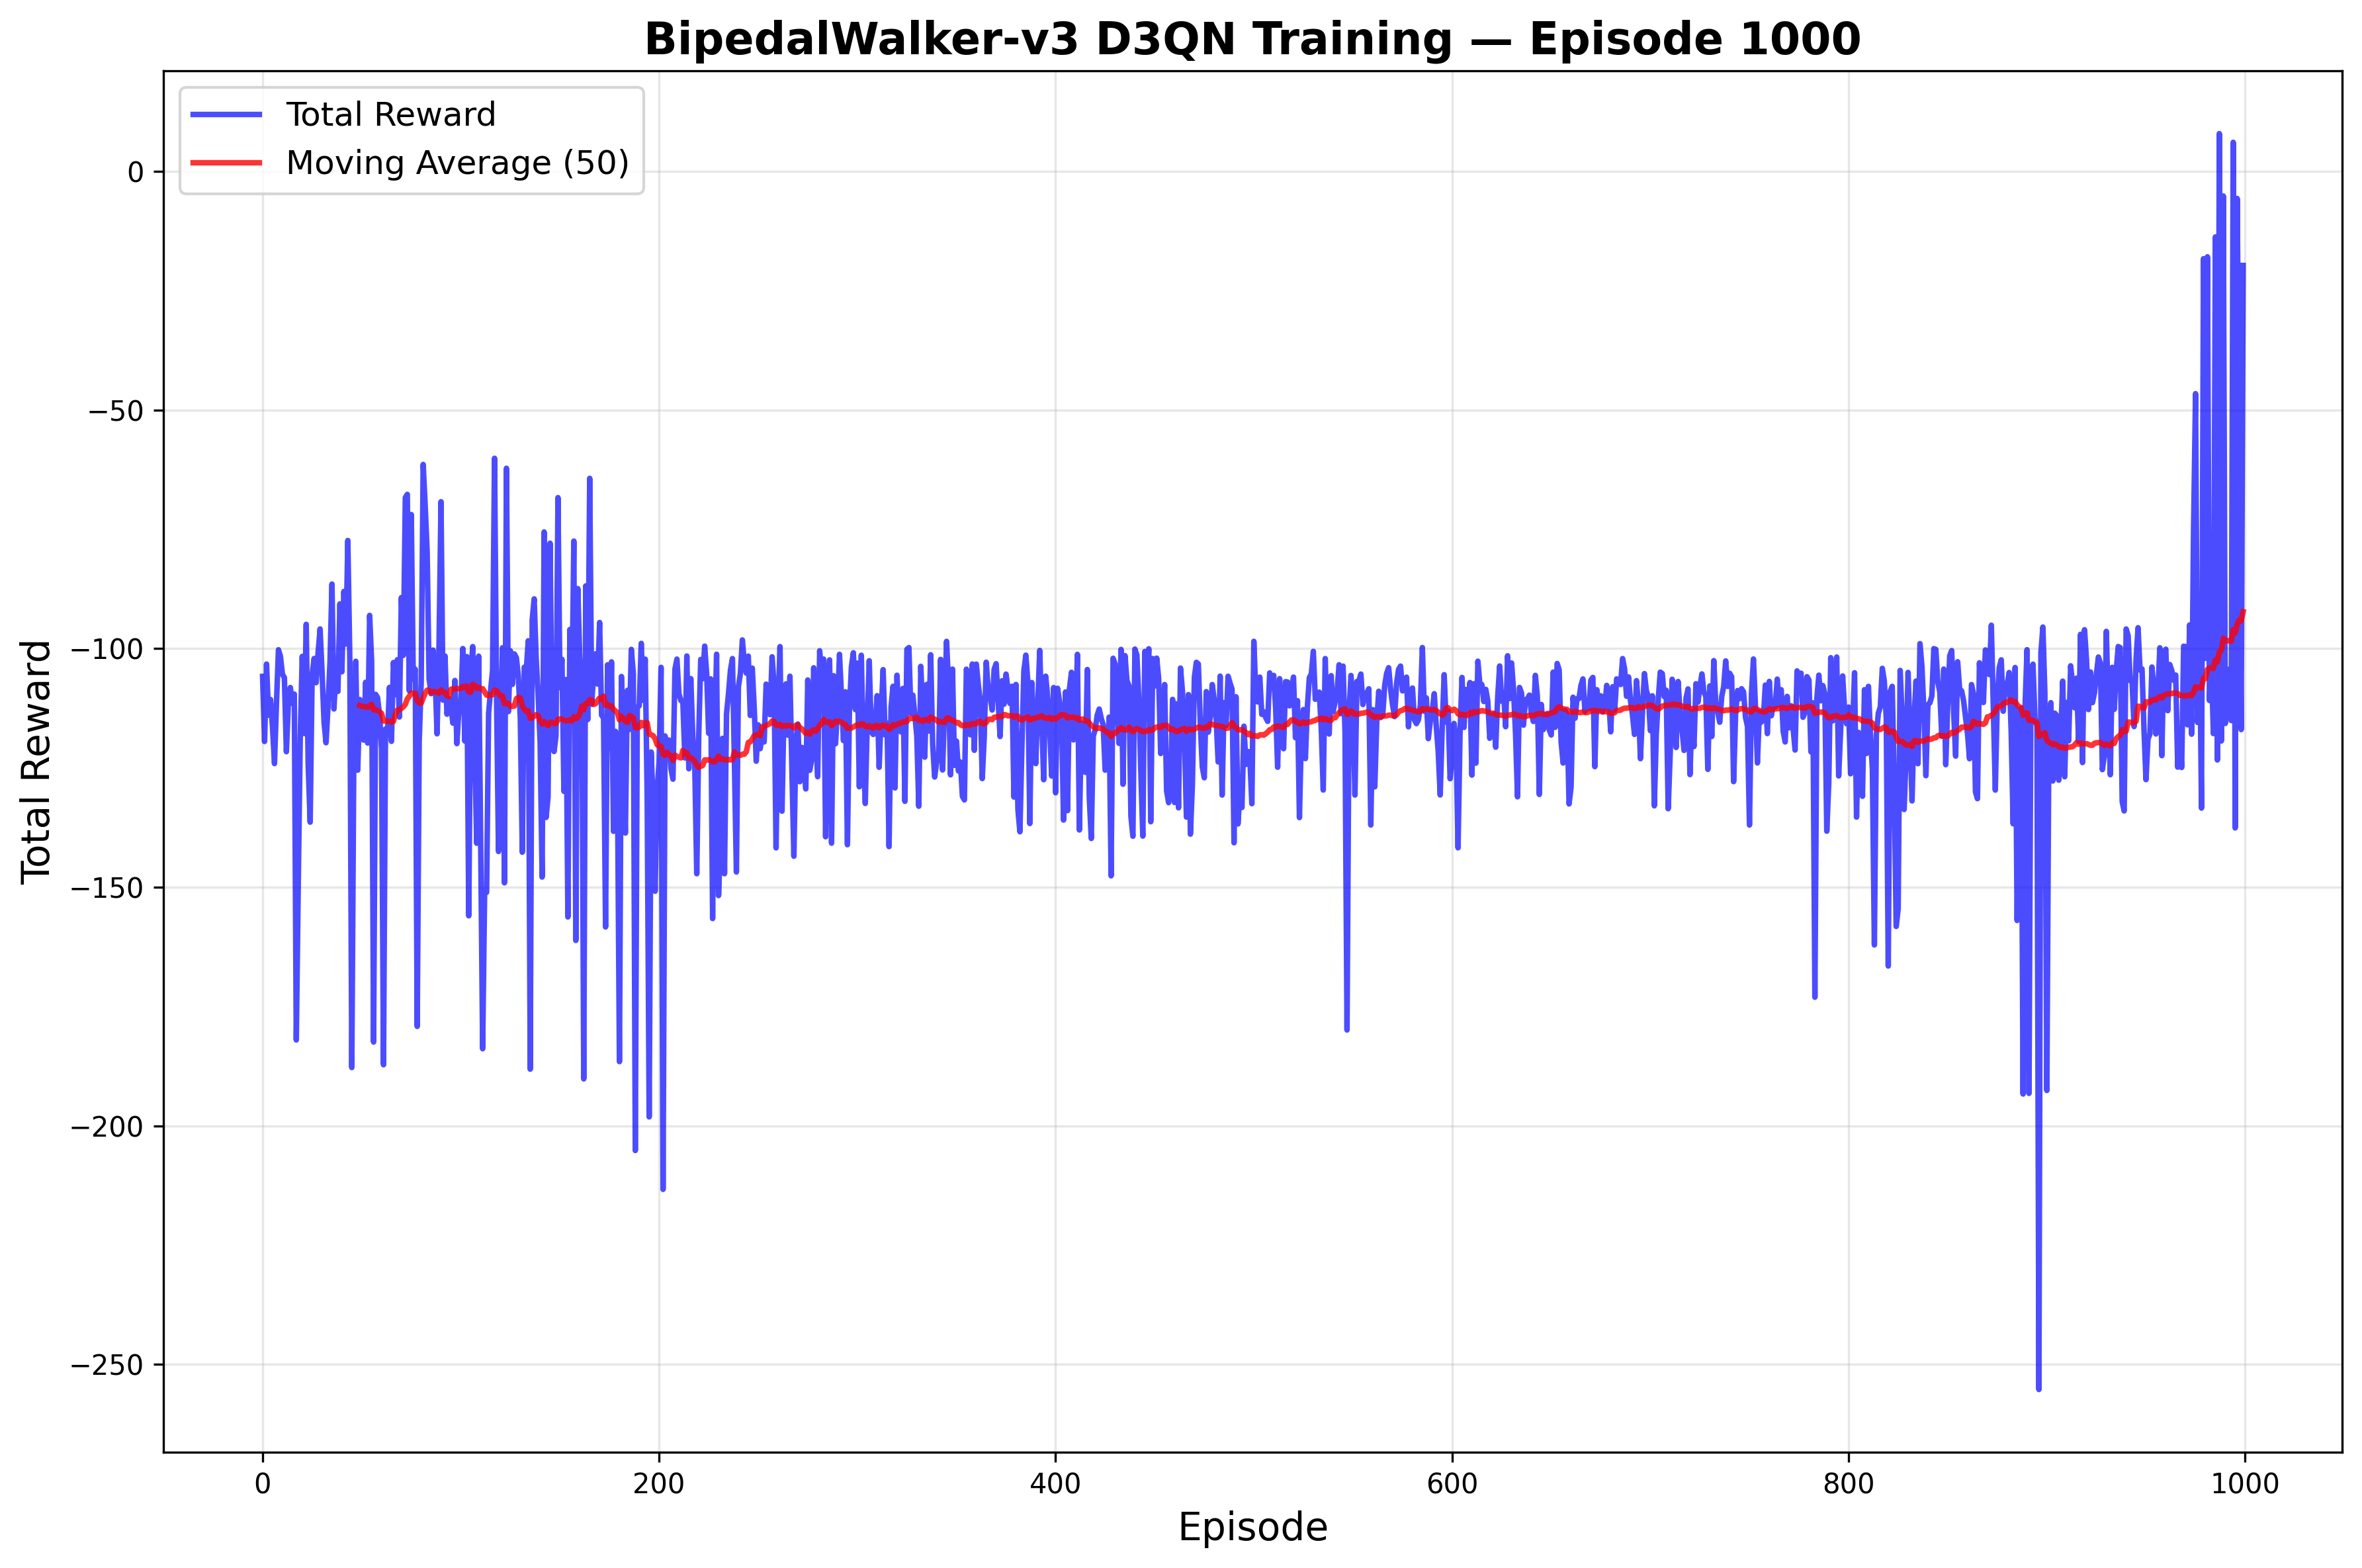 BipedalWalker-v3 D3QN Training — Episode 1000
Total Reward
Moving Average (50)
0
−50
−100
−150
−200
−250
Total Reward
0
200
400
600
800
1000
Episode